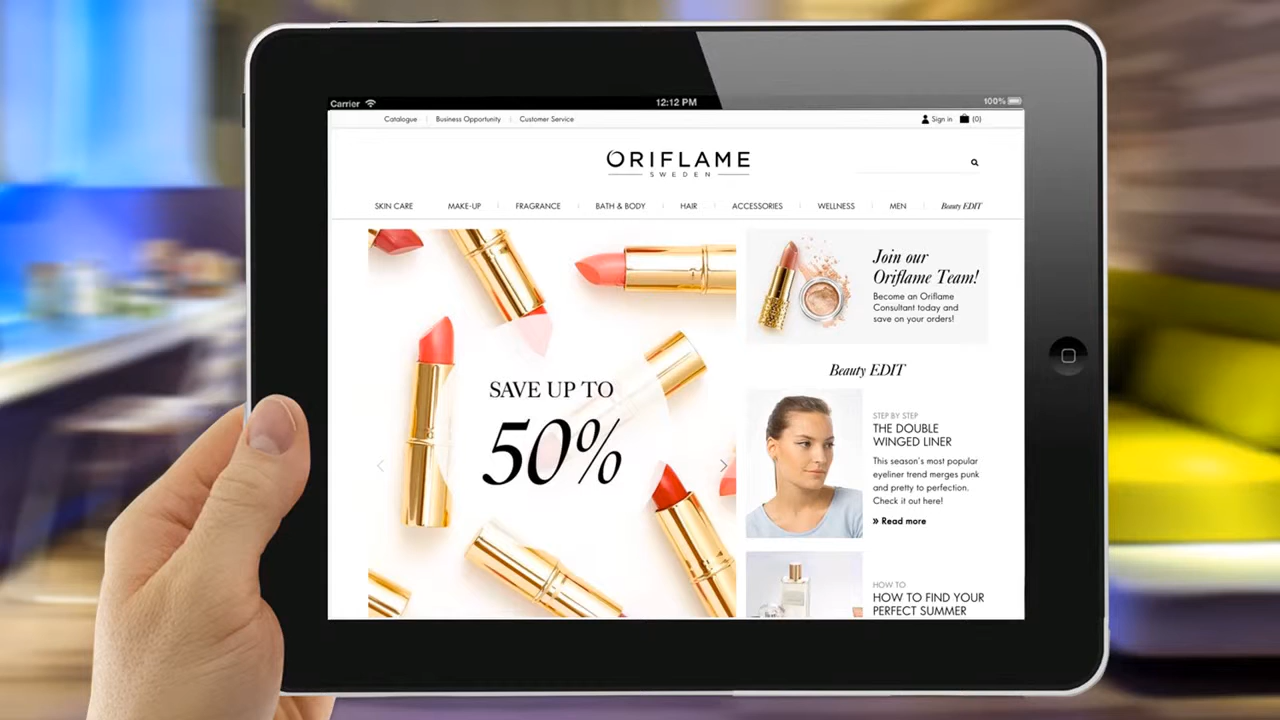 Carrier 12:12 PM 100%
Catalogue Business Opportunity Customer Service Sign in (0)
ORIFLAME
SWEDEN
SKIN CARE MAKE-UP FRAGRANCE BATH & BODY HAIR ACCESSORIES WELLNESS MEN Beauty EDIT
SAVE UP TO
50%
Join our
Oriflame Team!
Become an Oriflame
Consultant today and
save on your orders!
Beauty EDIT
STEP BY STEP
THE DOUBLE
WINGED LINER
This season's most popular
eyeliner trend merges punk
and pretty to perfection.
Check it out here!
» Read more
HOW TO
HOW TO FIND YOUR
PERFECT SUMMER